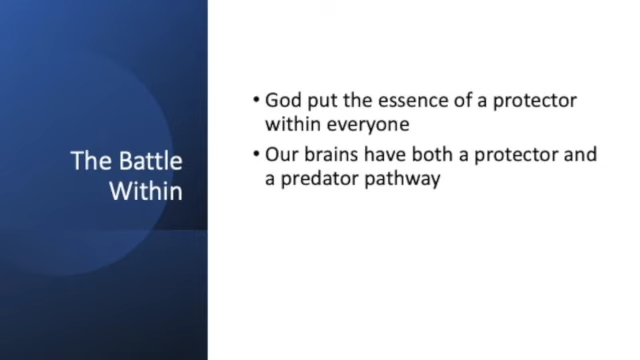 The Battle
Within
• God put the essence of a protector
within everyone
• Our brains have both a protector and
a predator pathway